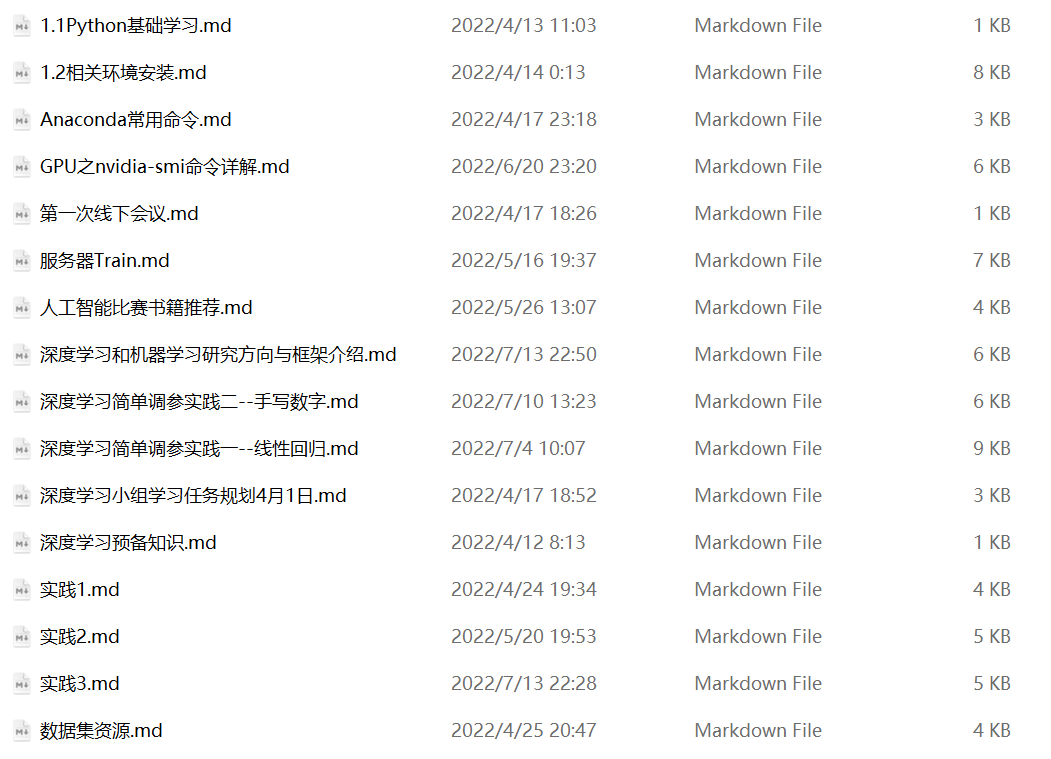 1.1Python基础学习.md 2022/4/13 11:03 Markdown File 1 KB
1.2相关环境安装.md 2022/4/14 0:13 Markdown File 8 KB
Anaconda常用命令.md 2022/4/17 23:18 Markdown File 3 KB
GPU之nvidia-smi命令详解.md 2022/6/20 23:20 Markdown File 6 KB
第一次线下会议.md 2022/4/17 18:26 Markdown File 1 KB
服务器Train.md 2022/5/16 19:37 Markdown File 7 KB
人工智能比赛书籍推荐.md 2022/5/26 13:07 Markdown File 4 KB
深度学习和机器学习研究方向与框架介绍.md 2022/7/13 22:50 Markdown File 6 KB
深度学习简单调参实践二--手写数字.md 2022/7/10 13:23 Markdown File 6 KB
深度学习简单调参实践一--线性回归.md 2022/7/4 10:07 Markdown File 9 KB
深度学习小组学习任务规划4月1日.md 2022/4/17 18:52 Markdown File 3 KB
深度学习预备知识.md 2022/4/12 8:13 Markdown File 1 KB
实践1.md 2022/4/24 19:34 Markdown File 4 KB
实践2.md 2022/5/20 19:53 Markdown File 5 KB
实践3.md 2022/7/13 22:28 Markdown File 5 KB
数据集资源.md 2022/4/25 20:47 Markdown File 4 KB